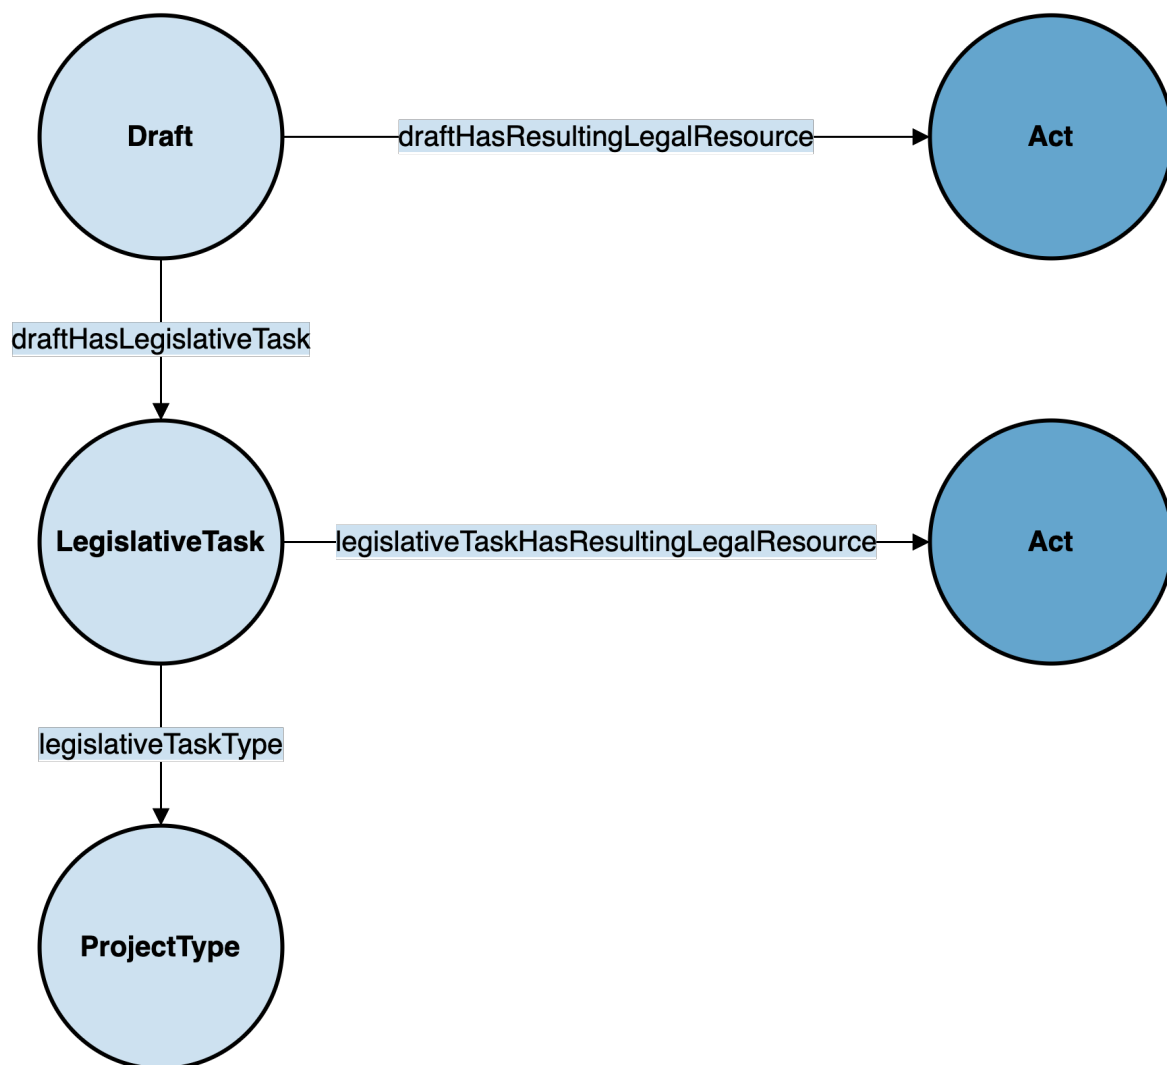 Draft
draftHasResultingLegalResource
Act
draftHasLegislativeTask
LegislativeTask
legislativeTaskHasResultingLegalResource
Act
legislativeTaskType
ProjectType